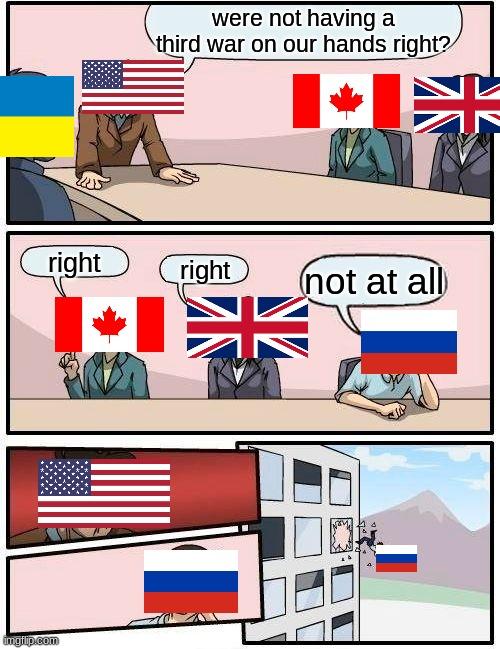 were not having a
third war on our hands right?
right
right
not at all
imgflip.com